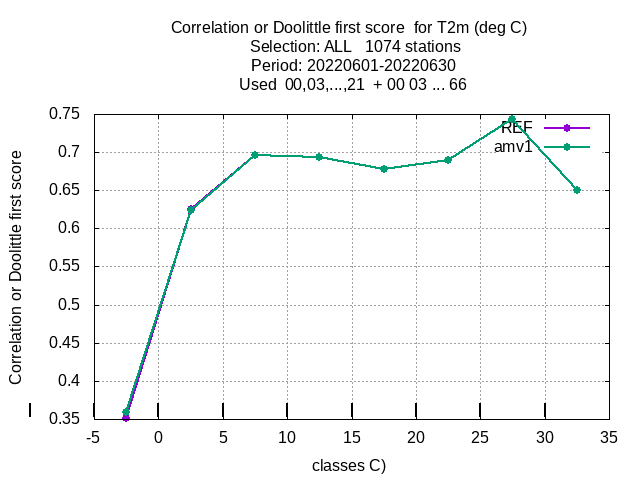 Correlation or Doolittle first score  for T2m (deg C)
Selection: ALL   1074 stations
Period: 20220601-20220630
Used  00,03,...,21  + 00 03 ... 66
REF
amv1
Correlation or Doolittle first score
0.75
0.7
0.65
0.6
0.55
0.5
0.45
0.4
0.35
-5 0 5 10 15 20 25 30 35
classes C)